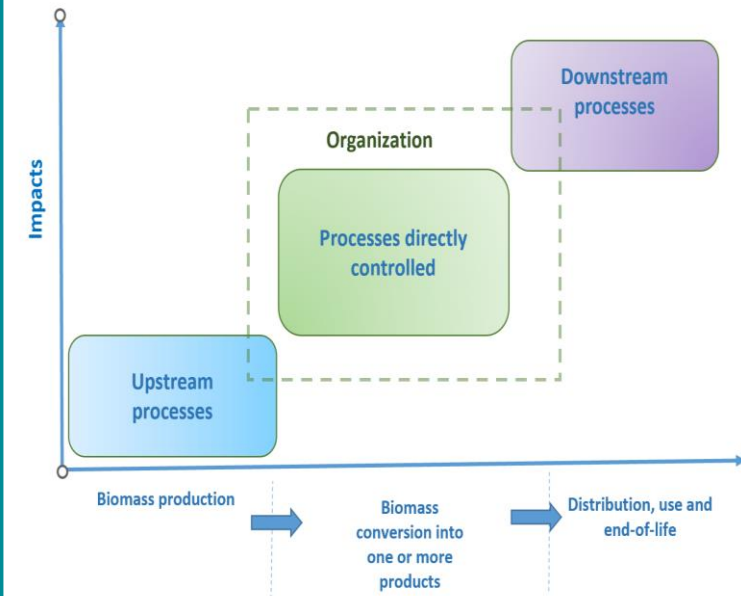 Downstream
processes
Organization
Processes directly
controlled
Impacts
Upstream
processes
Biomass production
Biomass
conversion into
one or more
products
Distribution, use and
end-of-life